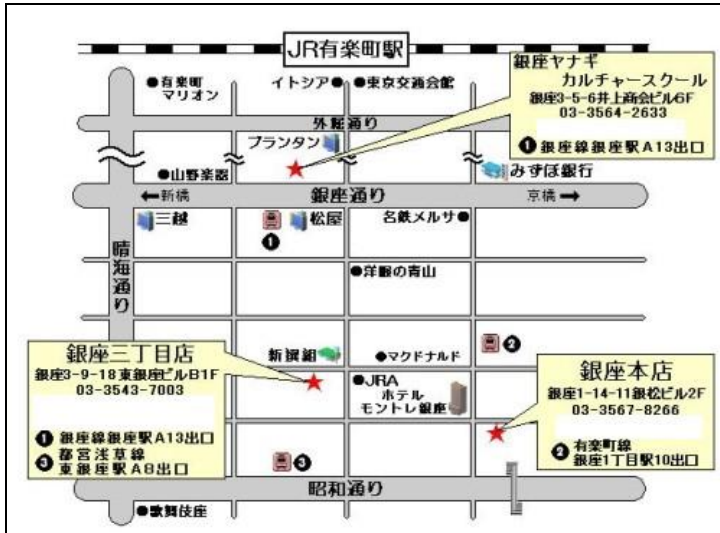 JR有楽町駅
●有楽町
マリオン
イトシア●
●東京交通会館
銀座ヤナギ
カルチャースクール
銀座3-5-6井上商会ビル6F
03-3564-2633
❶銀座線銀座駅A13出口
外堀通り
プランタン
●山野楽器
みずほ銀行
←新橋
銀座通り
京橋→
三越
松屋
名鉄メルサ●
❶
晴海通り
●洋服の青山
❷
銀座三丁目店
銀座3-9-18東銀座ビルB1F
03-3543-7003
❶銀座線銀座駅A13出口
❸都営浅草線
東銀座駅A8出口
新撰組
●マクドナルド
●JRA
ホテル
モントレ銀座
銀座本店
銀座1-14-11銀松ビル2F
03-3567-8266
❷有楽町線
銀座1丁目駅10出口
❸
昭和通り
●歌舞伎座